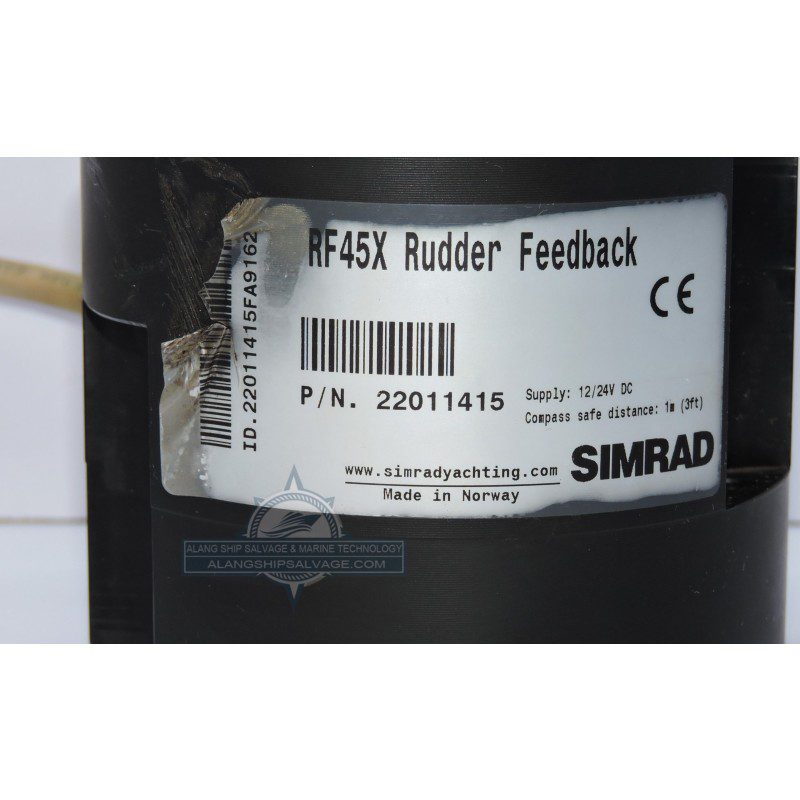 RF45X Rudder Feedback
CE
ID.22011415FA9162
P/N. 22011415
Supply: 12/24V DC
Compass safe distance: 1m (3ft)
www.simradyachting.com
Made in Norway
SIMRAD
ALANG SHIP SALVAGE & MARINE TECHNOLOGY
ALANGSHIPSALVAGE.COM